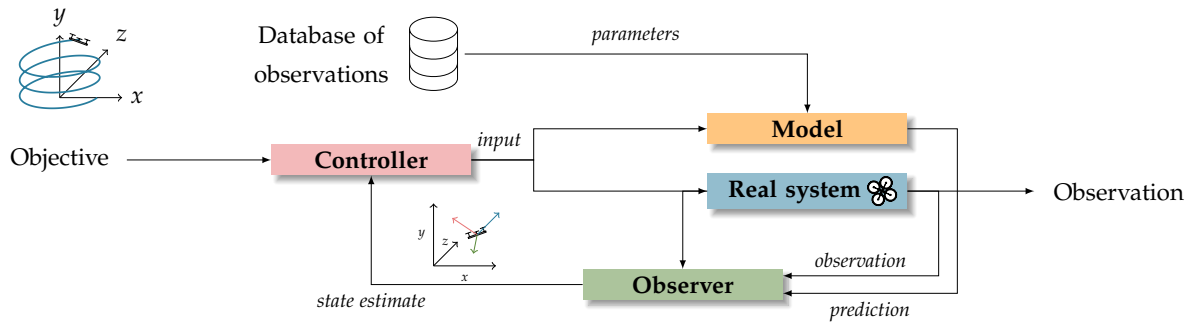 y
z
x
Database of
observations
parameters
Model
Objective
input
Controller
Real system
Observation
y
z
x
observation
Observer
state estimate
prediction